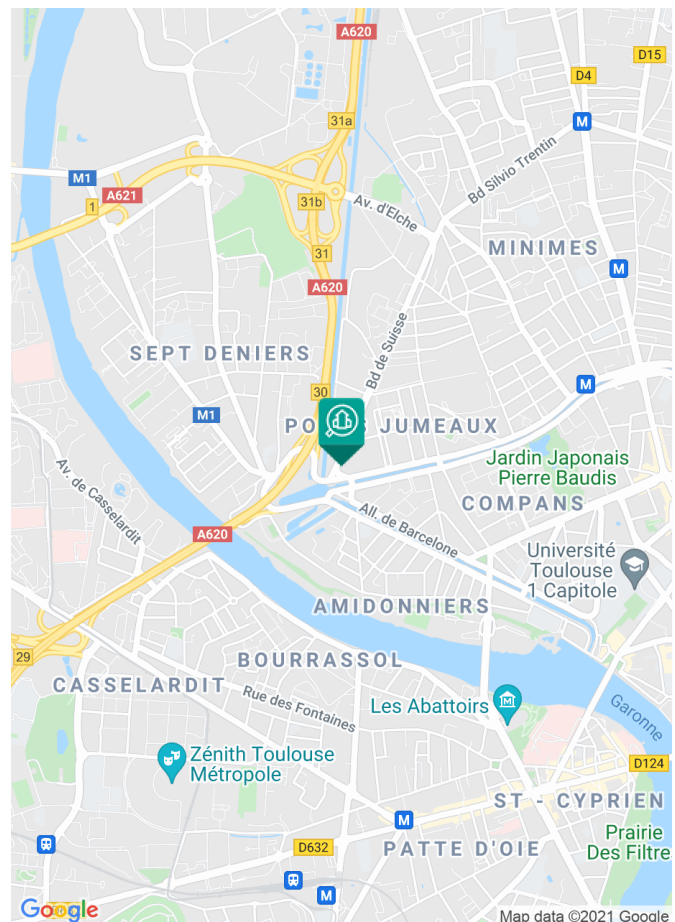 A620
D15
D4
M
31a
Bd Silvio Trentin
M1
A621
1
31b
Av. d'Elche
MINIMES
31
M
A620
SEPT DENIERS
Bd de Suisse
30
M
M1
JUMEAUX
Jardin Japonais
Pierre Baudis
Av. de Casselardit
COMPANS
All. de Barcelone
A620
Université
Toulouse
1 Capitole
AMIDONNIERS
29
BOURRASSOL
CASSELARDIT
Rue des Fontaines
Les Abattoirs
M
Garonne
Zénith Toulouse
Métropole
D124
ST - CYPRIEN
M
Prairie
Des Filtre
D632
PATTE D'OIE
M
Google
Map data ©2021 Google